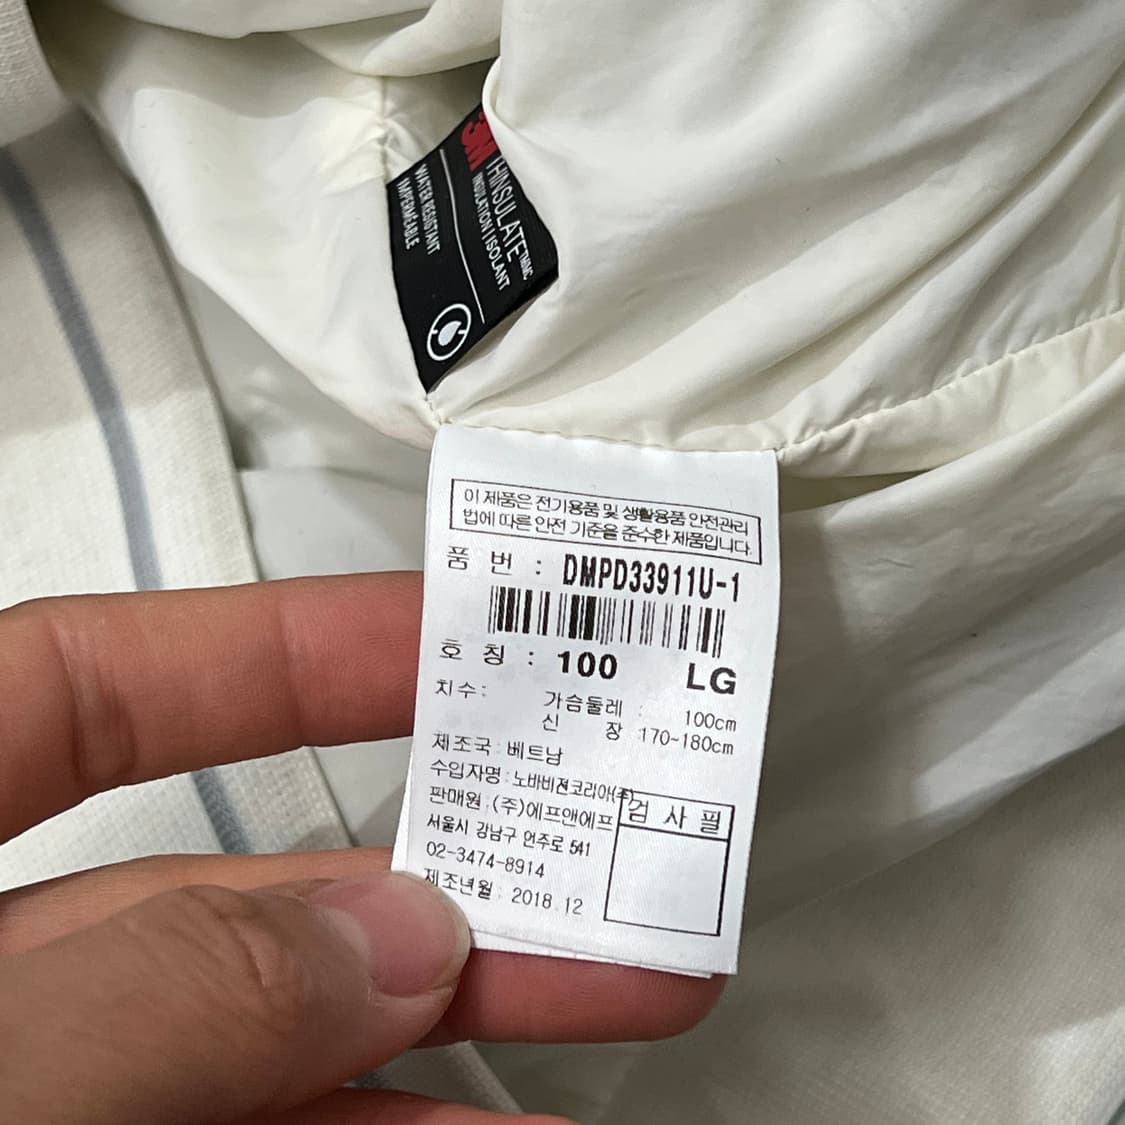 3M
THINSULATE™INC
INSULATION | ISOLANT
WATER RESISTANT
IMPERMÉABLE
이 제품은 전기용품 및 생활용품 안전관리
법에 따른 안전 기준을 준수한 제품입니다.
품 번 : DMPD33911U-1
호 칭 : 100 LG
치수: 가슴둘레 : 100cm
신 장 :170~180cm
제조국:베트남
수입자명:노바비젼코리아(주)
판매원:(주)에프앤에프
서울시 강남구 언주로 541
02-3474-8914
제조년월: 2018.12
검 사 필